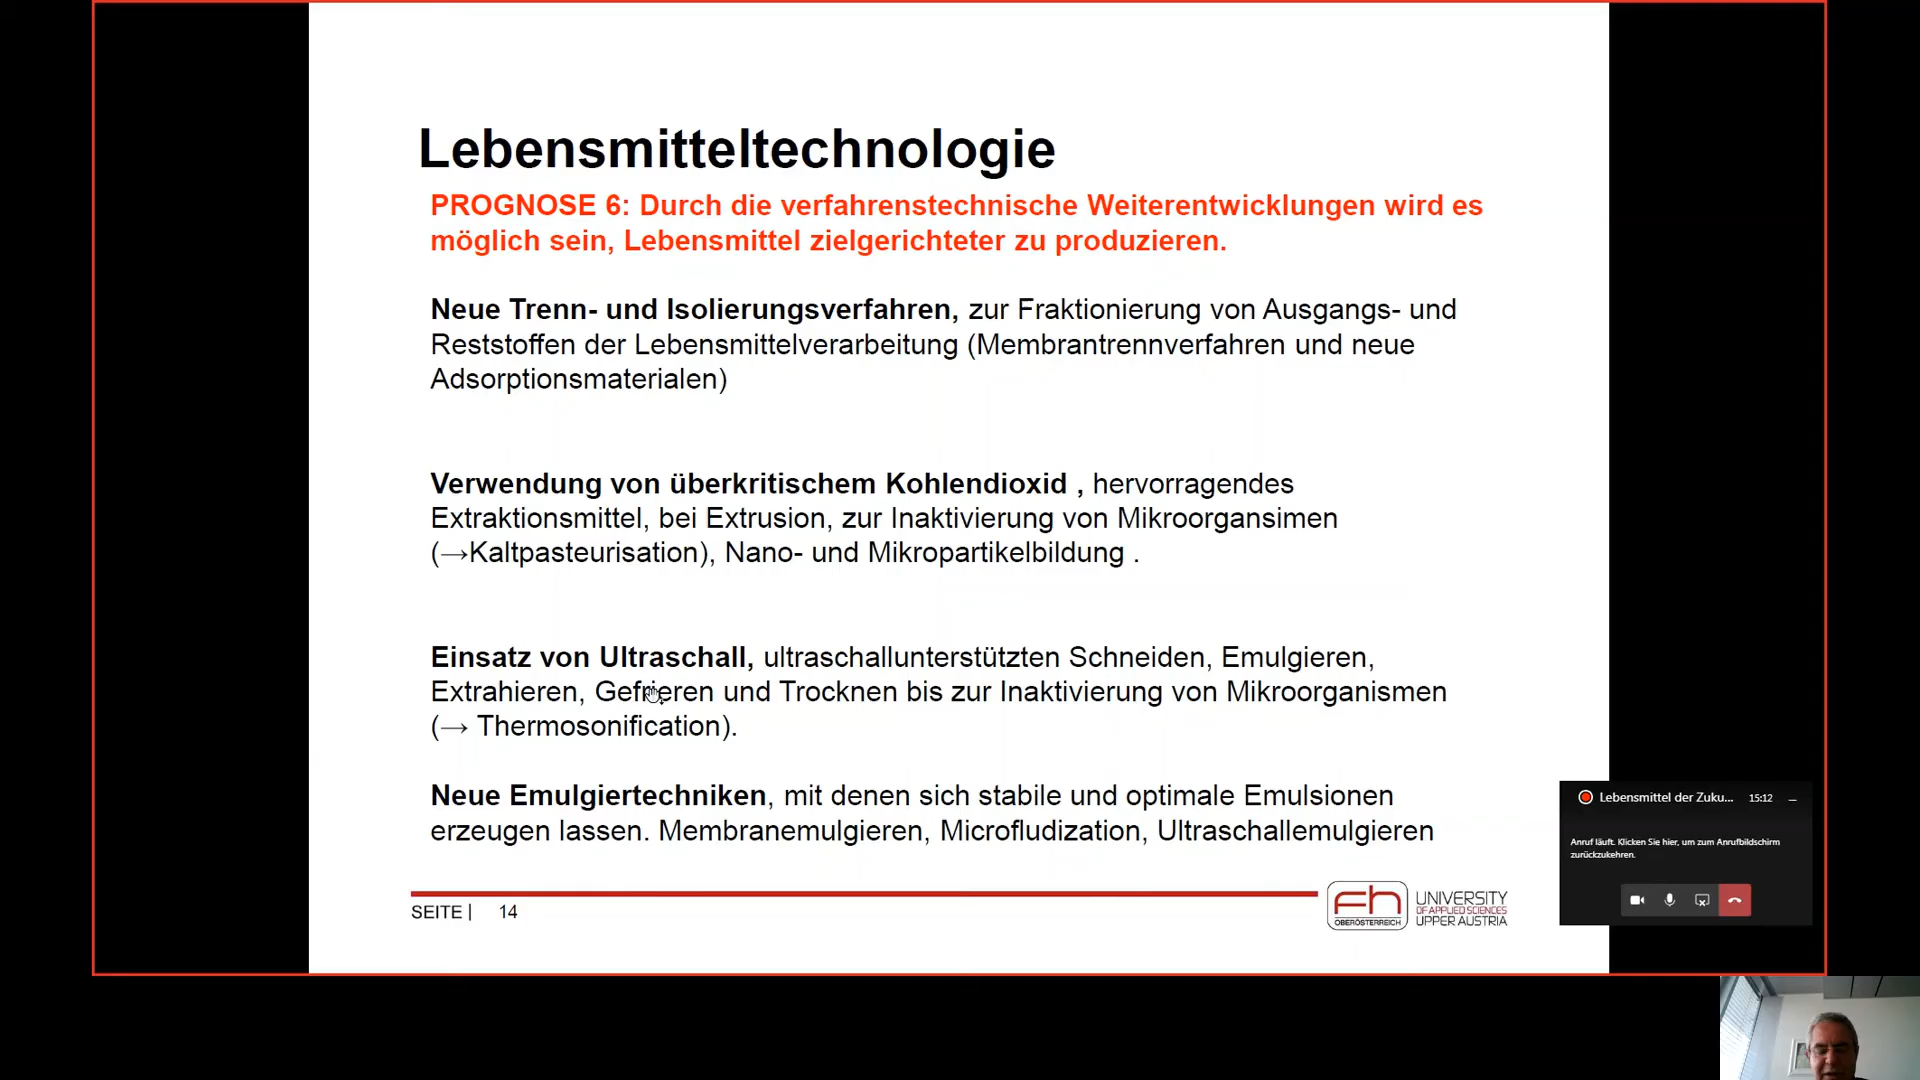 Lebensmitteltechnologie
PROGNOSE 6: Durch die verfahrenstechnische Weiterentwicklungen wird es
möglich sein, Lebensmittel zielgerichteter zu produzieren.
Neue Trenn- und Isolierungsverfahren, zur Fraktionierung von Ausgangs- und
Reststoffen der Lebensmittelverarbeitung (Membrantrennverfahren und neue
Adsorptionsmaterialen)
Verwendung von überkritischem Kohlendioxid , hervorragendes
Extraktionsmittel, bei Extrusion, zur Inaktivierung von Mikroorgansimen
(→Kaltpasteurisation), Nano- und Mikropartikelbildung .
Einsatz von Ultraschall, ultraschallunterstützten Schneiden, Emulgieren,
Extrahieren, Gefrieren und Trocknen bis zur Inaktivierung von Mikroorganismen
(→ Thermosonification).
Neue Emulgiertechniken, mit denen sich stabile und optimale Emulsionen
erzeugen lassen. Membranemulgieren, Microfludization, Ultraschallemulgieren
SEITE | 14
fh
OBERÖSTERREICH
UNIVERSITY
OF APPLIED SCIENCES
UPPER AUSTRIA
Lebensmittel der Zuku... 15:12
Anruf läuft. Klicken Sie hier, um zum Anrufbildschirm
zurückzukehren.